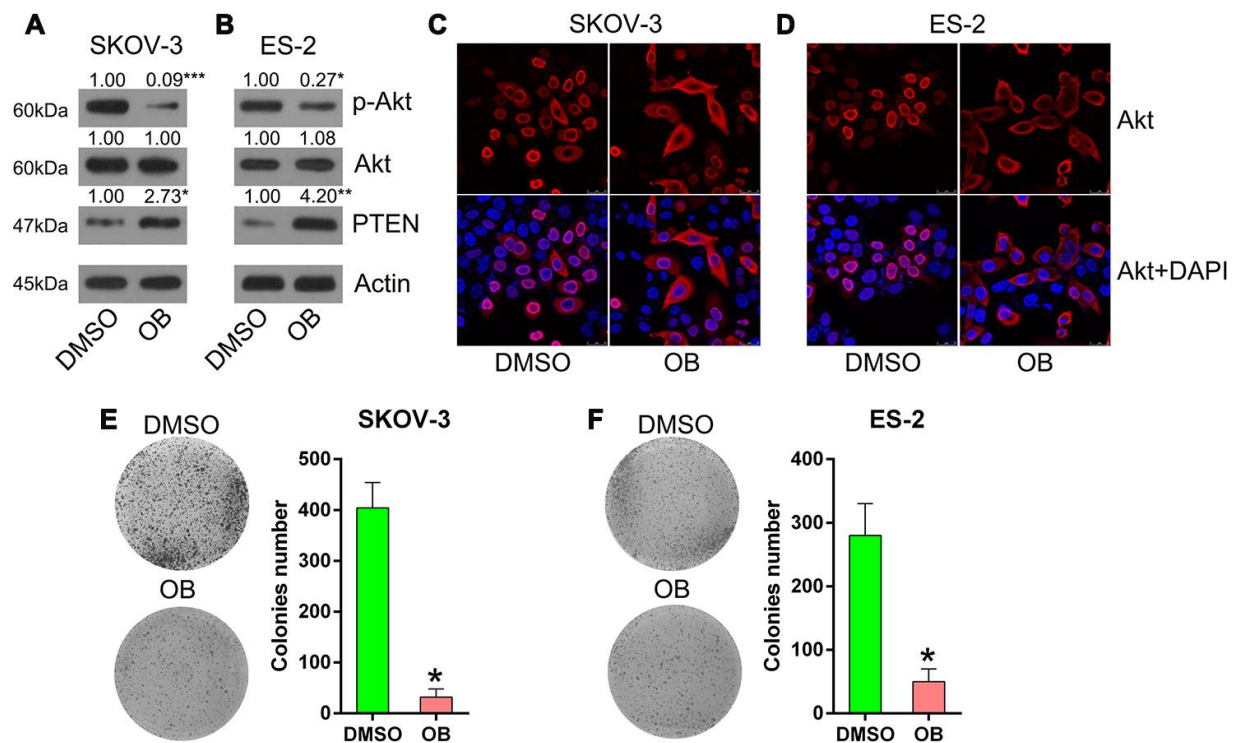 A
SKOV-3
1.00 0.09***
60kDa
1.00 1.00
60kDa
1.00 2.73*
47kDa
45kDa
DMSO OB
B
ES-2
1.00 0.27*
p-Akt
1.00 1.08
Akt
1.00 4.20**
PTEN
Actin
DMSO OB
C
SKOV-3
DMSO OB
D
ES-2
Akt
Akt+DAPI
DMSO OB
E
DMSO
OB
SKOV-3
Colonies number
500
400
300
200
100
0
*
DMSO OB
F
DMSO
OB
ES-2
Colonies number
400
300
200
100
0
*
DMSO OB